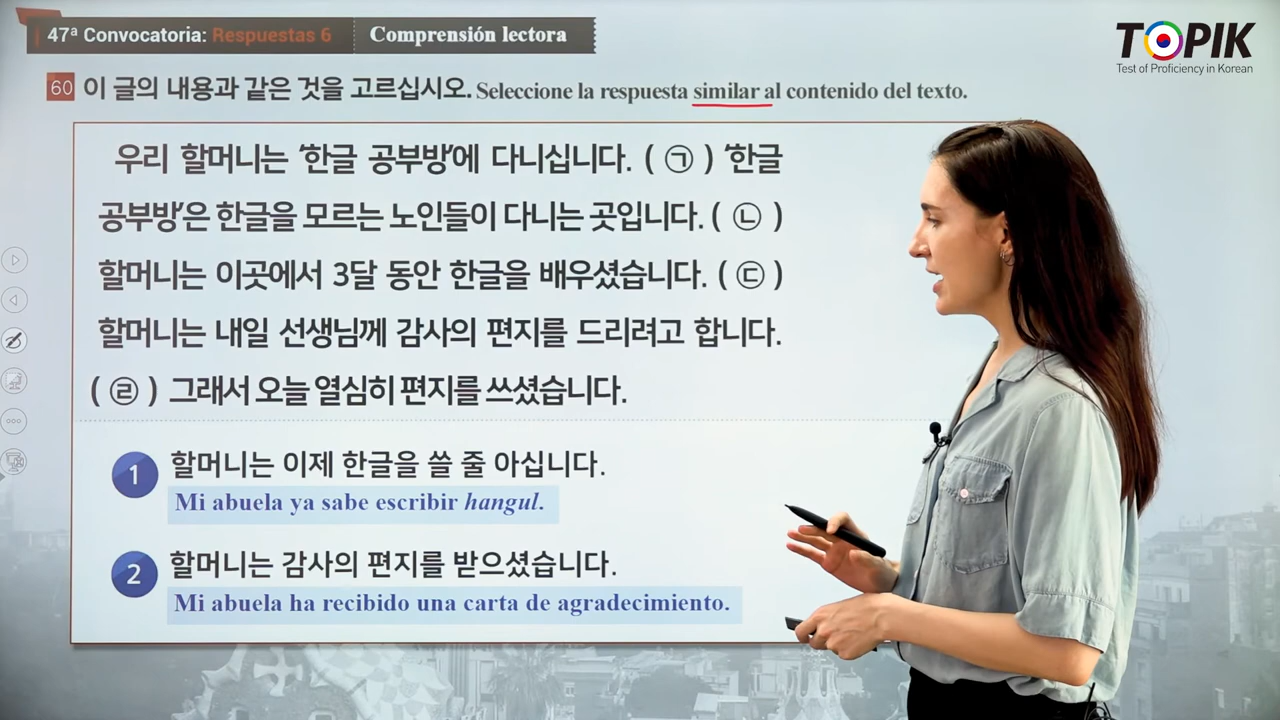 47ª Convocatoria: Respuestas 6 Comprensión lectora
TOPIK
Test of Proficiency in Korean
60 이 글의 내용과 같은 것을 고르십시오. Seleccione la respuesta similar al contenido del texto.
우리 할머니는 ‘한글 공부방’에 다니십니다. ( ㉠ ) ‘한글
공부방’은 한글을 모르는 노인들이 다니는 곳입니다. ( ㉡ )
할머니는 이곳에서 3달 동안 한글을 배우셨습니다. ( ㉢ )
할머니는 내일 선생님께 감사의 편지를 드리려고 합니다.
( ㉣ ) 그래서 오늘 열심히 편지를 쓰셨습니다.
1 할머니는 이제 한글을 쓸 줄 아십니다.
Mi abuela ya sabe escribir hangul.
2 할머니는 감사의 편지를 받으셨습니다.
Mi abuela ha recibido una carta de agradecimiento.